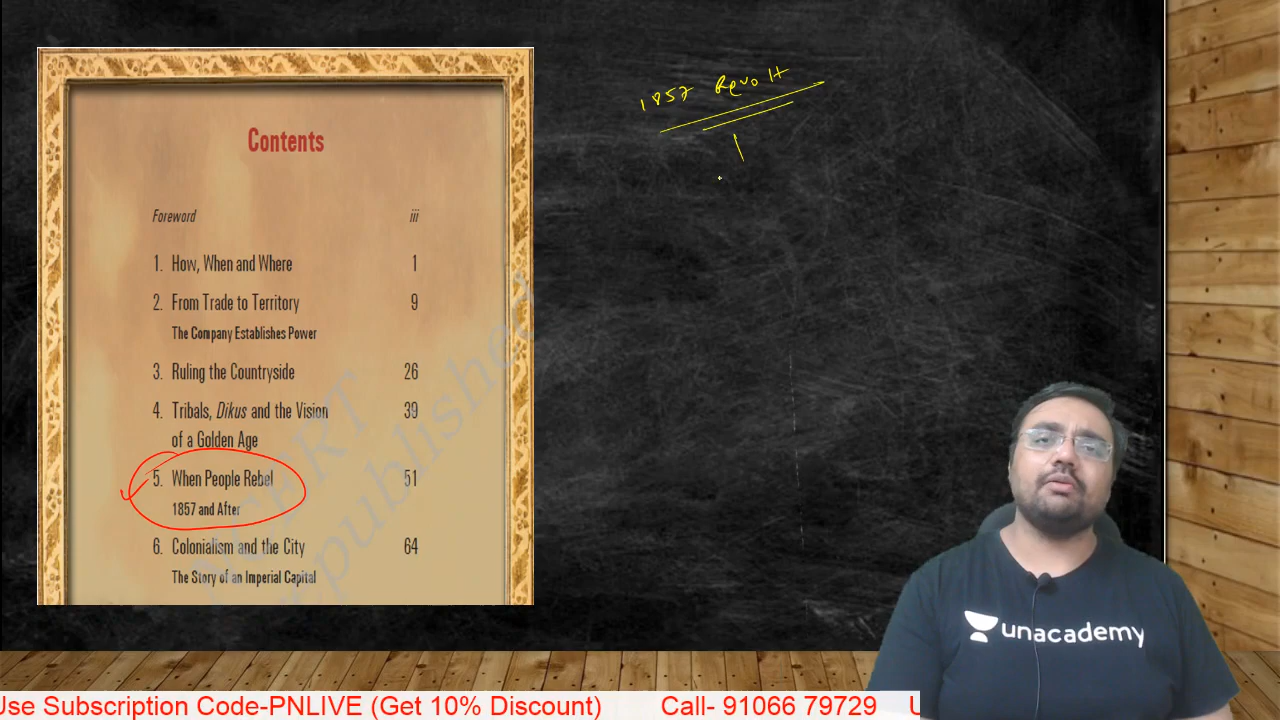 Contents
Foreword iii
1. How, When and Where 1
2. From Trade to Territory 9
The Company Establishes Power
3. Ruling the Countryside 26
4. Tribals, Dikus and the Vision 39
of a Golden Age
5. When People Rebel 51
1857 and After
6. Colonialism and the City 64
The Story of an Imperial Capital
1857 Revolt
unacademy
Use Subscription Code-PNLIVE (Get 10% Discount) Call- 91066 79729